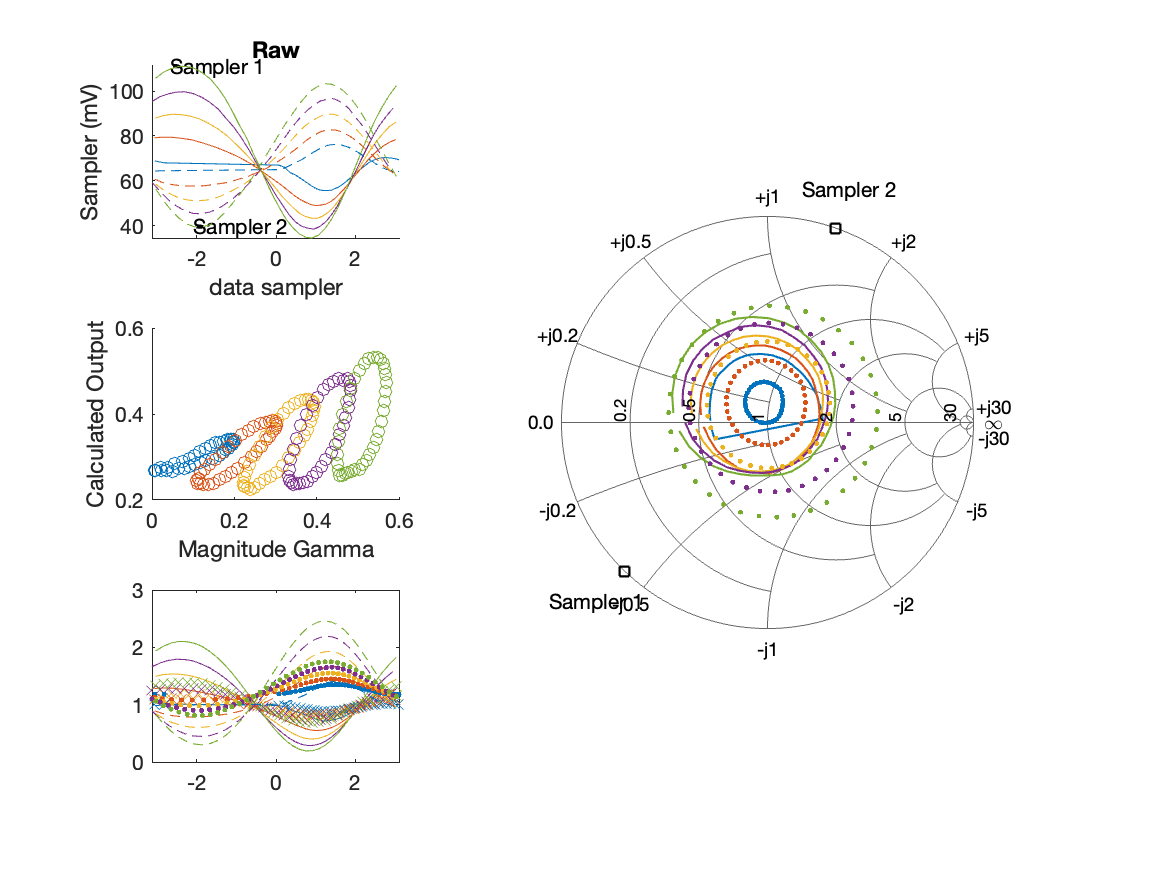 Raw
Sampler 1
100
80
60
40
Sampler (mV)
Sampler 2
-2
0
2
data sampler
0.6
0.4
0.2
Calculated Output
0
0.2
0.4
0.6
Magnitude Gamma
3
2
1
0
-2
0
2
Sampler 2
+j1
+j0.5
+j2
+j0.2
+j5
0.0
0.2
0.5
1
2
5
30
+j30
∞
-j30
-j0.2
-j5
Sampler 1
-j0.5
-j2
-j1